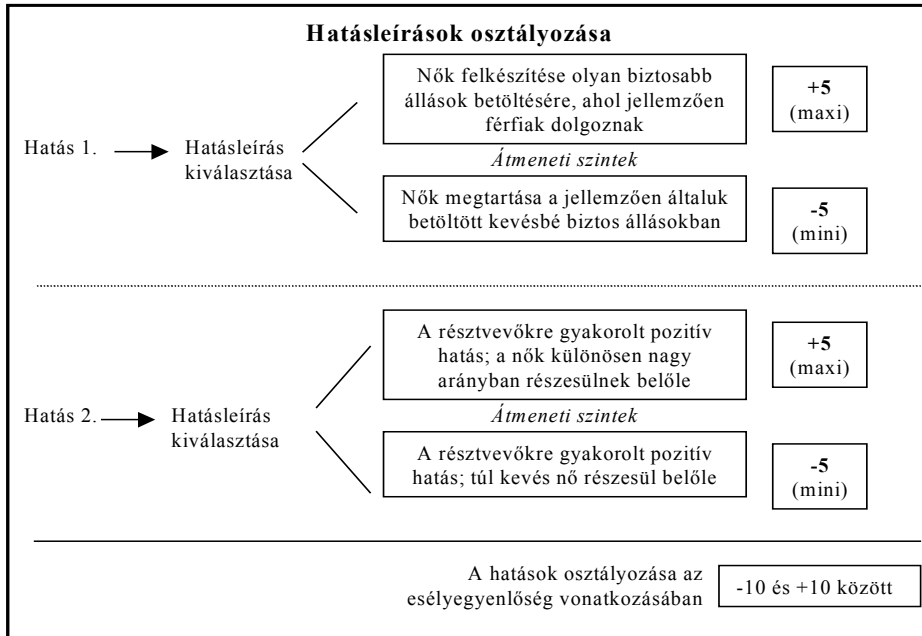 Hatásleírások osztályozása
Nők felkészítése olyan biztosabb
állások betöltésére, ahol jellemzően
férfiak dolgoznak
+5
(maxi)
Hatás 1.
Hatásleírás
kiválasztása
Átmeneti szintek
Nők megtartása a jellemzően általuk
betöltött kevésbé biztos állásokban
-5
(mini)
A résztvevőkre gyakorolt pozitív
hatás; a nők különösen nagy
arányban részesülnek belőle
+5
(maxi)
Hatás 2.
Hatásleírás
kiválasztása
Átmeneti szintek
A résztvevőkre gyakorolt pozitív
hatás; túl kevés nő részesül belőle
-5
(mini)
A hatások osztályozása az
esélyegyenlőség vonatkozásában
-10 és +10 között